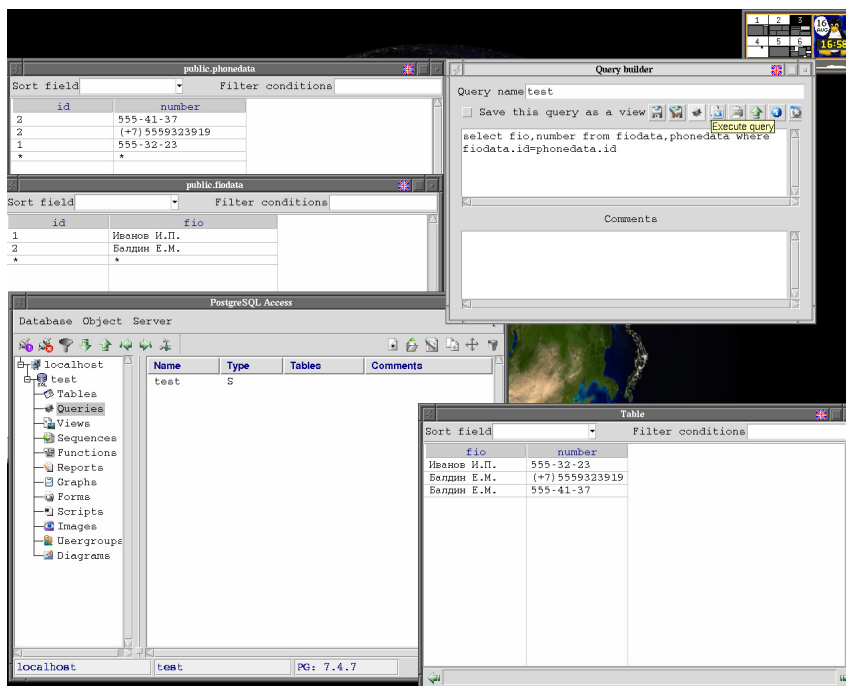 1 2 3
4 5 6
16
AUG
16:58
public.phonedata
Sort field Filter conditions
id number
2 555-41-37
2 (+7)5559323919
1 555-32-23
* *
public.fiodata
Sort field Filter conditions
id fio
1 Иванов И.П.
2 Балдин Е.М.
* *
Query builder
Query name test
Save this query as a view
Execute query
select fio,number from fiodata,phonedata where
fiodata.id=phonedata.id
Comments
PostgreSQL Access
Database Object Server
localhost
test
Tables
Queries
Views
Sequences
Functions
Reports
Graphs
Forms
Scripts
Images
Usergroups
Diagrams
Name Type Tables Comments
test S
localhost test PG: 7.4.7
Table
Sort field Filter conditions
fio number
Иванов И.П. 555-32-23
Балдин Е.М. (+7)5559323919
Балдин Е.М. 555-41-37